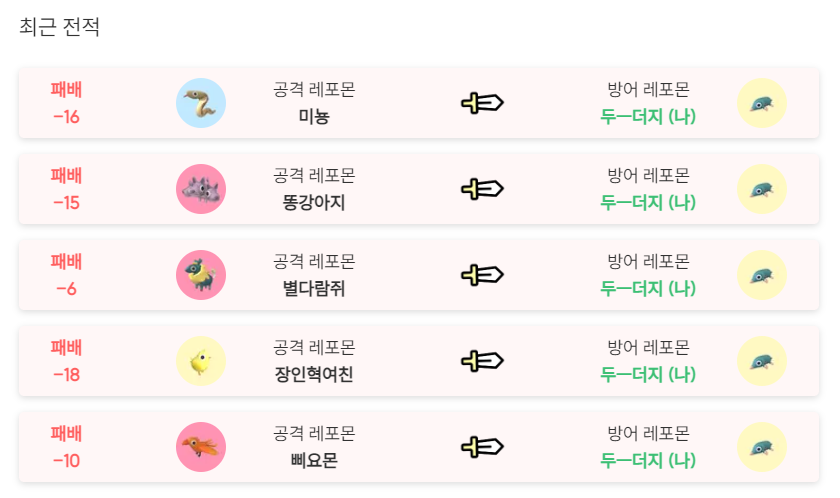 최근 전적
패배
-16
공격 레포몬
미뇽
방어 레포몬
두—더지 (나)
패배
-15
공격 레포몬
똥강아지
방어 레포몬
두—더지 (나)
패배
-6
공격 레포몬
별다람쥐
방어 레포몬
두—더지 (나)
패배
-18
공격 레포몬
장인혁여친
방어 레포몬
두—더지 (나)
패배
-10
공격 레포몬
삐요몬
방어 레포몬
두—더지 (나)